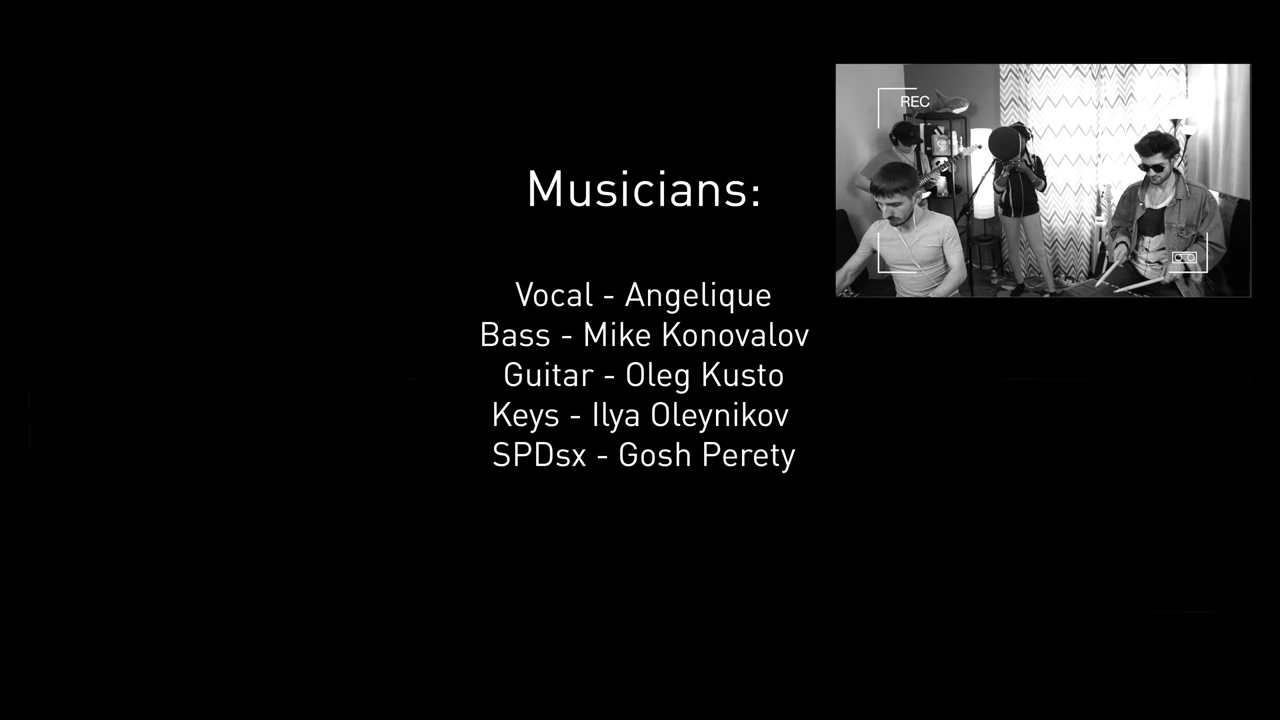 Musicians:
REC
Vocal - Angelique
Bass - Mike Konovalov
Guitar - Oleg Kusto
Keys - Ilya Oleynikov
SPDsx - Gosh Perety